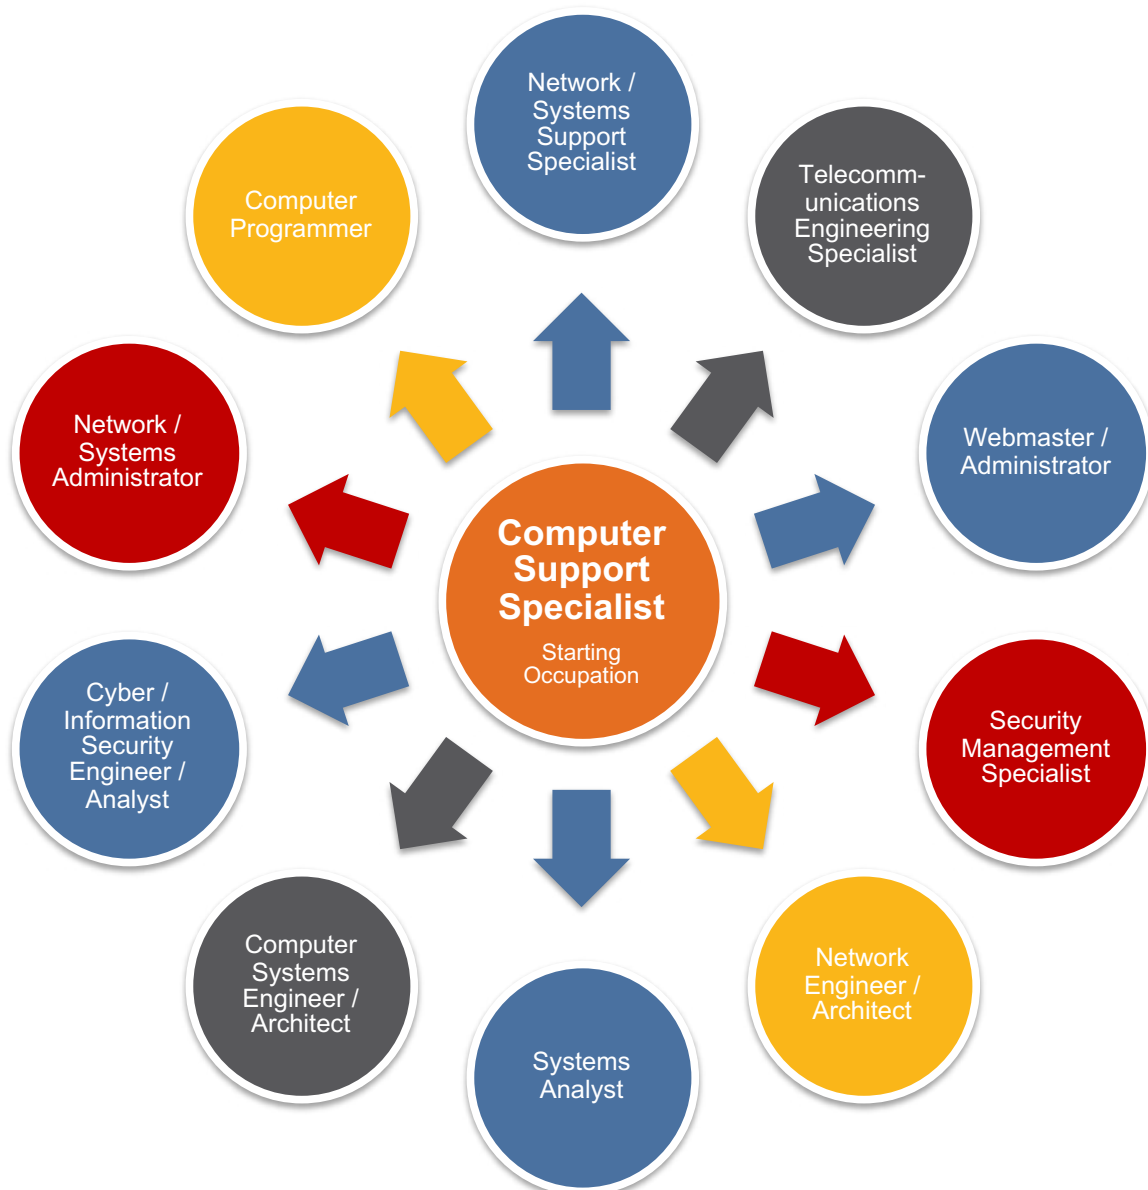 Network /
Systems
Support
Specialist
Telecomm-
unications
Engineering
Specialist
Webmaster /
Administrator
Security
Management
Specialist
Network
Engineer /
Architect
Systems
Analyst
Computer
Systems
Engineer /
Architect
Cyber /
Information
Security
Engineer /
Analyst
Network /
Systems
Administrator
Computer
Programmer
Computer
Support
Specialist
Starting
Occupation